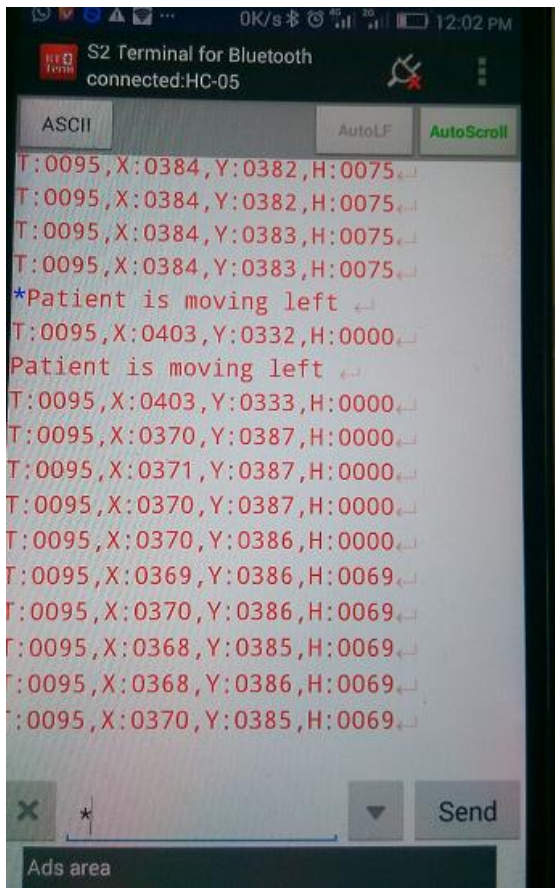 0K/s 4G 2G 12:02 PM
BT Term S2 Terminal for Bluetooth
connected:HC-05
ASCII AutoLF AutoScroll
T:0095,X:0384,Y:0382,H:0075
T:0095,X:0384,Y:0382,H:0075
T:0095,X:0384,Y:0383,H:0075
T:0095,X:0384,Y:0383,H:0075
*Patient is moving left
T:0095,X:0403,Y:0332,H:0000
Patient is moving left
T:0095,X:0403,Y:0333,H:0000
T:0095,X:0370,Y:0387,H:0000
T:0095,X:0371,Y:0387,H:0000
T:0095,X:0370,Y:0387,H:0000
T:0095,X:0370,Y:0386,H:0000
T:0095,X:0369,Y:0386,H:0069
T:0095,X:0370,Y:0386,H:0069
T:0095,X:0368,Y:0385,H:0069
T:0095,X:0368,Y:0386,H:0069
:0095,X:0370,Y:0385,H:0069
* Send
Ads area